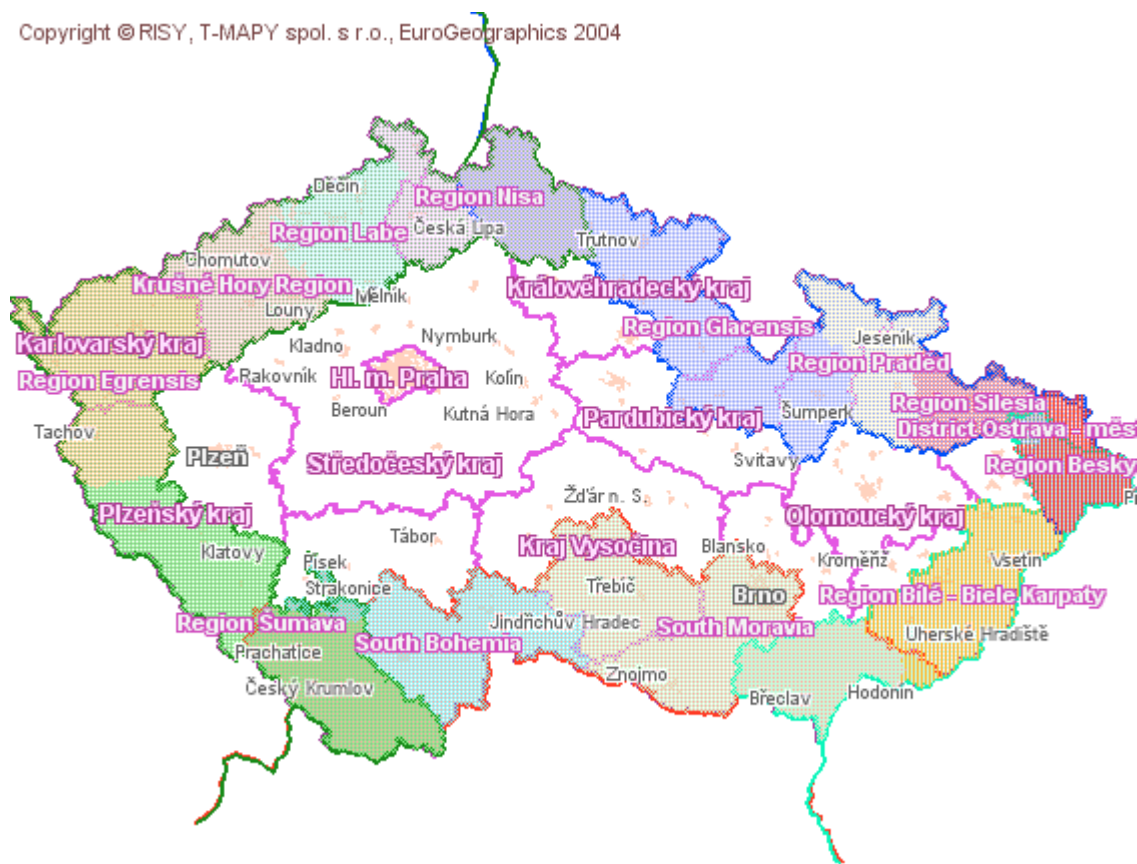 Copyright © RISY, T-MAPY spol. s r.o., EuroGeographics 2004
Děčín
Region Nisa
Region Labe
Česká Lípa
Trutnov
Chomutov
Krušné Hory Region
Královéhradecký kraj
Mělník
Louny
Region Glacensis
Karlovarský kraj
Kladno
Nymburk
Jeseník
Region Praděd
Region Egrensis
Rakovník
Hl. m. Praha
Kolín
Beroun
Kutná Hora
Pardubický kraj
Šumperk
Region Silesia
Tachov
District Ostrava - měst
Plzeň
Středočeský kraj
Svitavy
Region Besky
Žďár n. S.
Plzeňský kraj
Olomoucký kraj
Klatovy
Tábor
Kraj Vysočina
Blansko
Kroměříž
Vsetín
Písek
Strakonice
Třebíč
Brno
Region Bílé - Biele Karpaty
Region Šumava
South Bohemia
Jindřichův Hradec
South Moravia
Uherské Hradiště
Prachatice
Český Krumlov
Znojmo
Břeclav
Hodonín